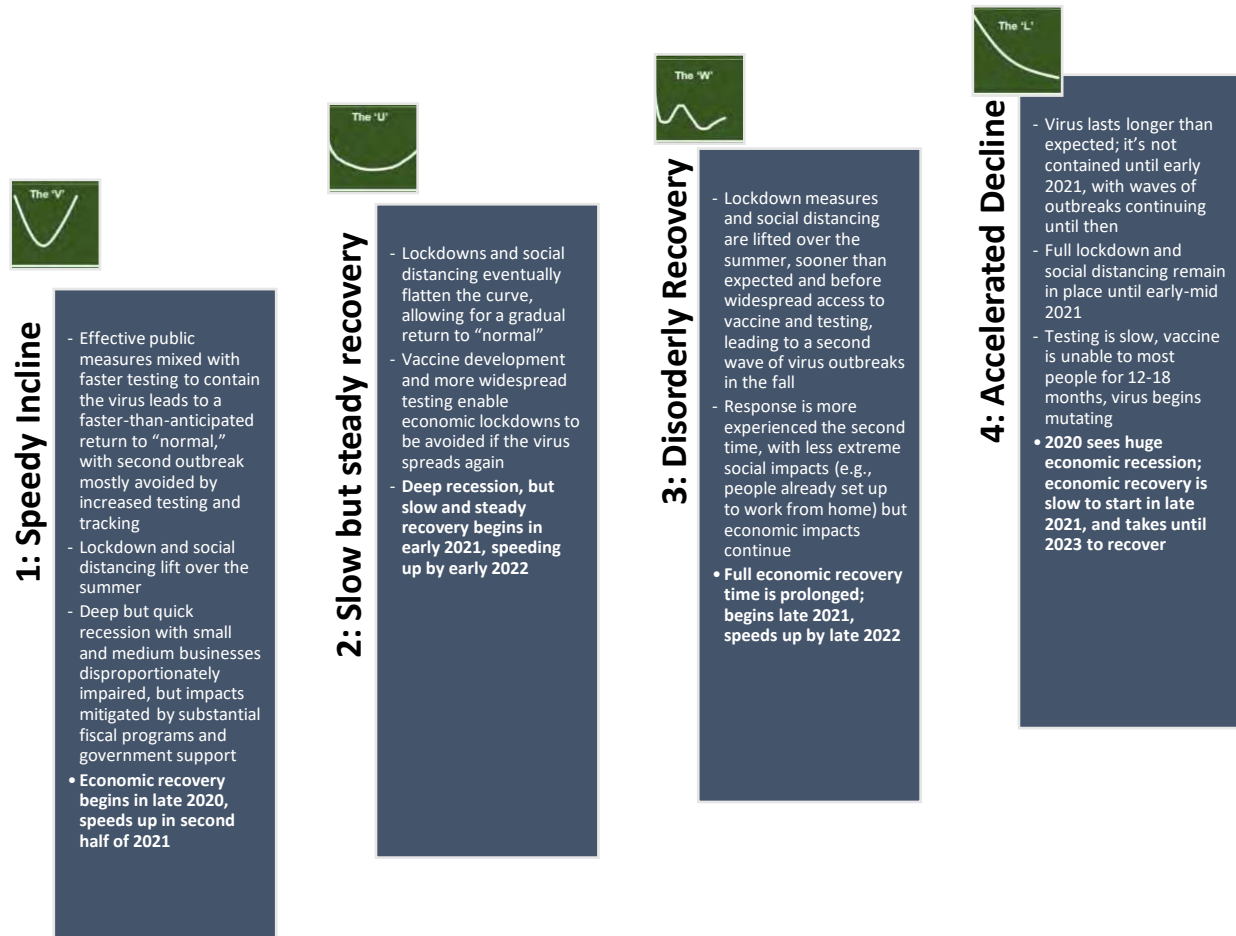 The 'V'
1: Speedy Incline
- Effective public
measures mixed with
faster testing to contain
the virus leads to a
faster-than-anticipated
return to “normal,”
with second outbreak
mostly avoided by
increased testing and
tracking
- Lockdown and social
distancing lift over the
summer
- Deep but quick
recession with small
and medium businesses
disproportionately
impaired, but impacts
mitigated by substantial
fiscal programs and
government support
• Economic recovery
begins in late 2020,
speeds up in second
half of 2021
The 'U'
2: Slow but steady recovery
- Lockdowns and social
distancing eventually
flatten the curve,
allowing for a gradual
return to “normal”
- Vaccine development
and more widespread
testing enable
economic lockdowns to
be avoided if the virus
spreads again
- Deep recession, but
slow and steady
recovery begins in
early 2021, speeding
up by early 2022
The 'W'
3: Disorderly Recovery
- Lockdown measures
and social distancing
are lifted over the
summer, sooner than
expected and before
widespread access to
vaccine and testing,
leading to a second
wave of virus outbreaks
in the fall
- Response is more
experienced the second
time, with less extreme
social impacts (e.g.,
people already set up
to work from home) but
economic impacts
continue
• Full economic recovery
time is prolonged;
begins late 2021,
speeds up by late 2022
The 'L'
4: Accelerated Decline
- Virus lasts longer than
expected; it’s not
contained until early
2021, with waves of
outbreaks continuing
until then
- Full lockdown and
social distancing remain
in place until early-mid
2021
- Testing is slow, vaccine
is unable to most
people for 12-18
months, virus begins
mutating
• 2020 sees huge
economic recession;
economic recovery is
slow to start in late
2021, and takes until
2023 to recover